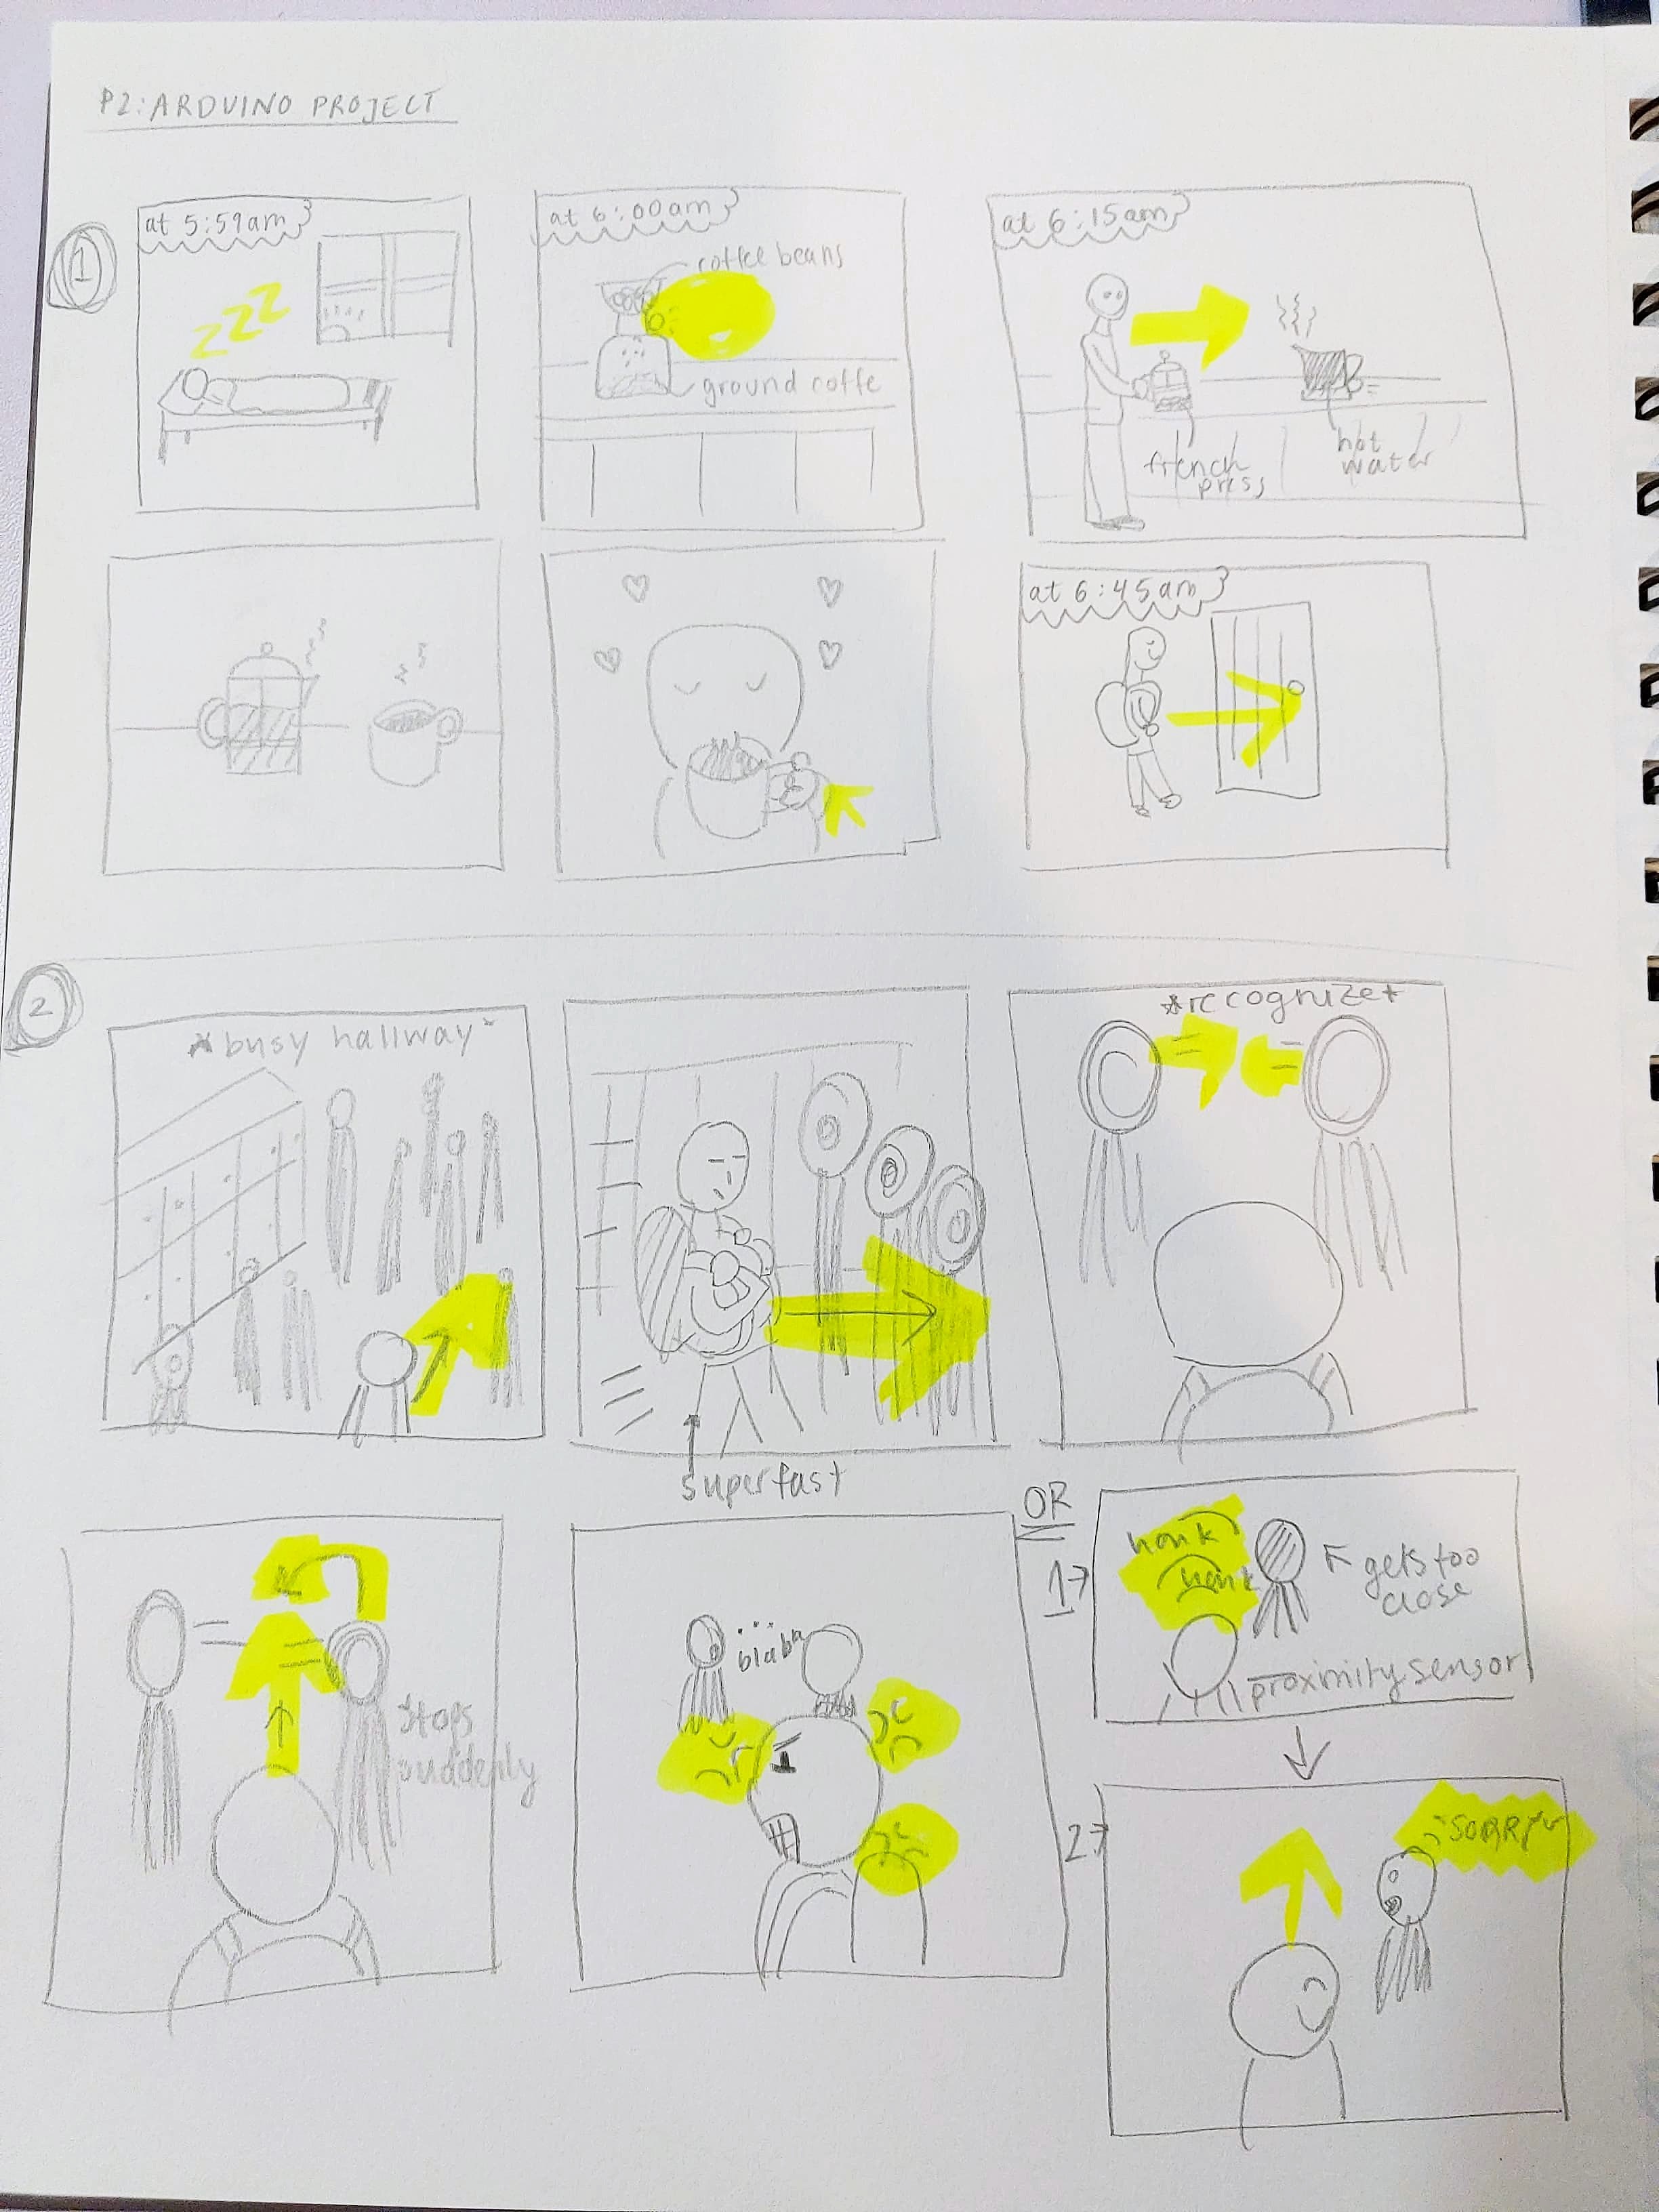 P2: ARDUINO PROJECT
1
at 5:59am
zzz
at 6:00am
coffee beans
ground coffe
at 6:15am
french
press
hot
water
at 6:45am
2
*busy hallway*
superfast
*recognize*
stops
suddenly
blabla
OR
1→
honk
honk
gets too
close
proximity sensor
2→
SORRY